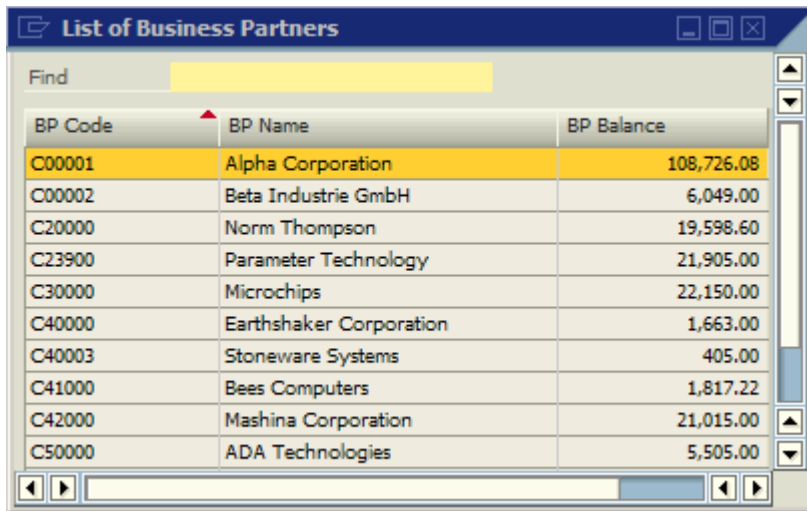 List of Business Partners
Find
BP Code BP Name BP Balance
C00001 Alpha Corporation 108,726.08
C00002 Beta Industrie GmbH 6,049.00
C20000 Norm Thompson 19,598.60
C23900 Parameter Technology 21,905.00
C30000 Microchips 22,150.00
C40000 Earthshaker Corporation 1,663.00
C40003 Stoneware Systems 405.00
C41000 Bees Computers 1,817.22
C42000 Mashina Corporation 21,015.00
C50000 ADA Technologies 5,505.00